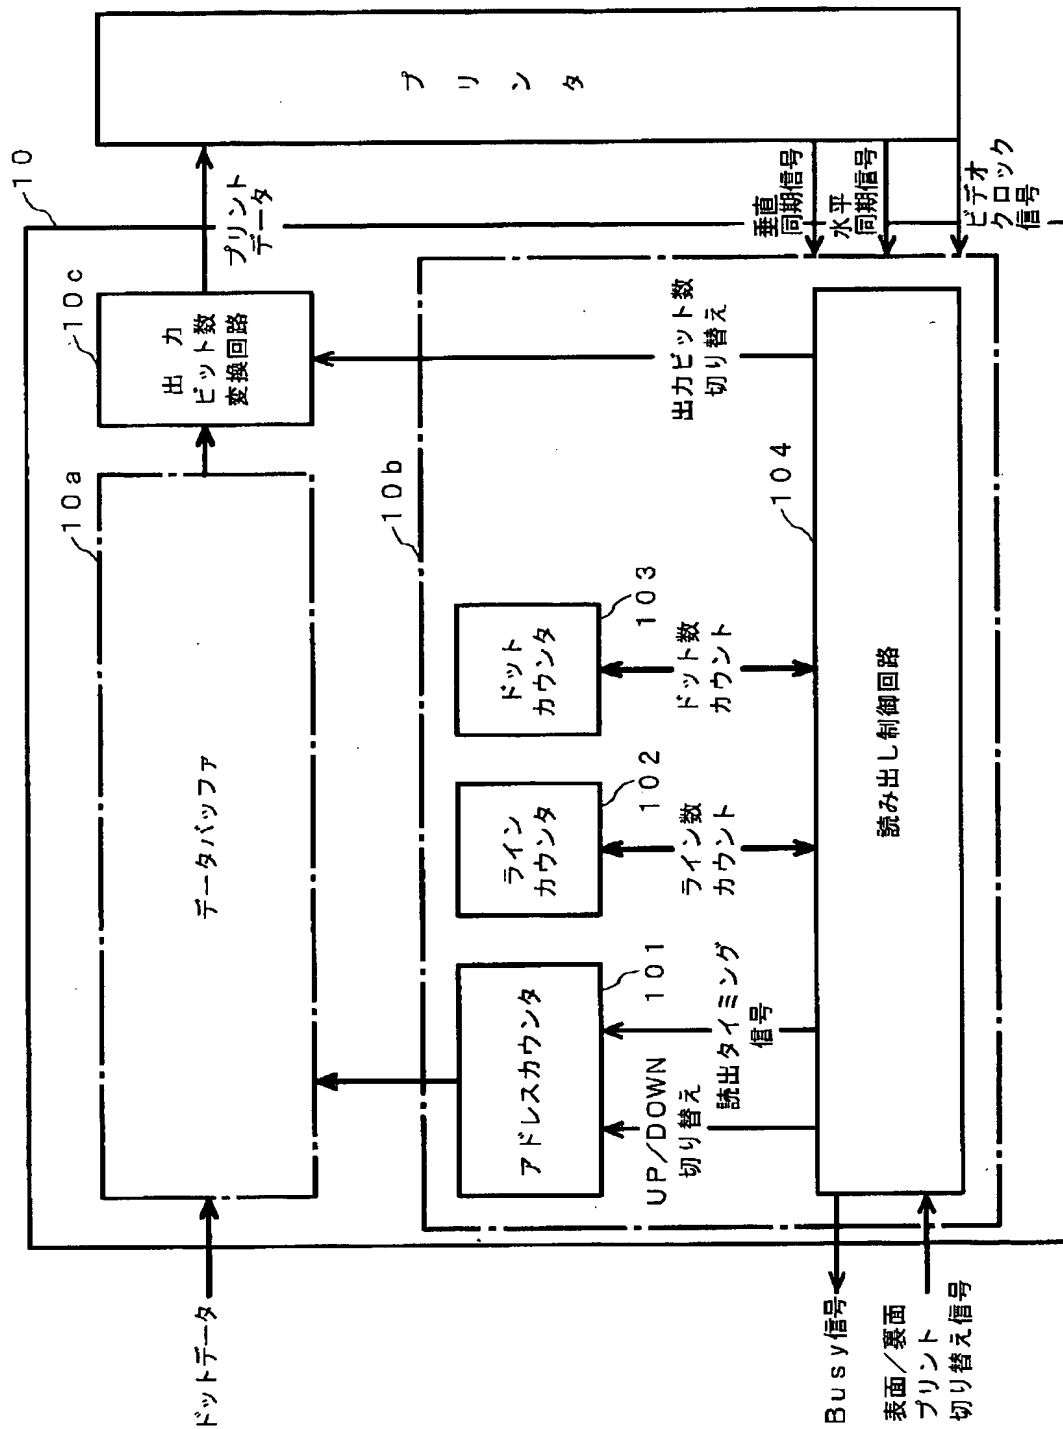 10
プリンタ
プリント
データ
10c
出力
ビット数
変換回路
10a
データバッファ
ドットデータ
垂直
同期信号
水平
同期信号
ビデオ
クロック
信号
10b
出力ビット数
切り替え
104
ドット
カウンタ
103
ドット数
カウント
ライン
カウンタ
102
ライン数
カウント
アドレスカウンタ
101
読出タイミング
信号
UP/DOWN
切り替え
読み出し制御回路
Busy信号
表面/裏面
プリント
切り替え信号